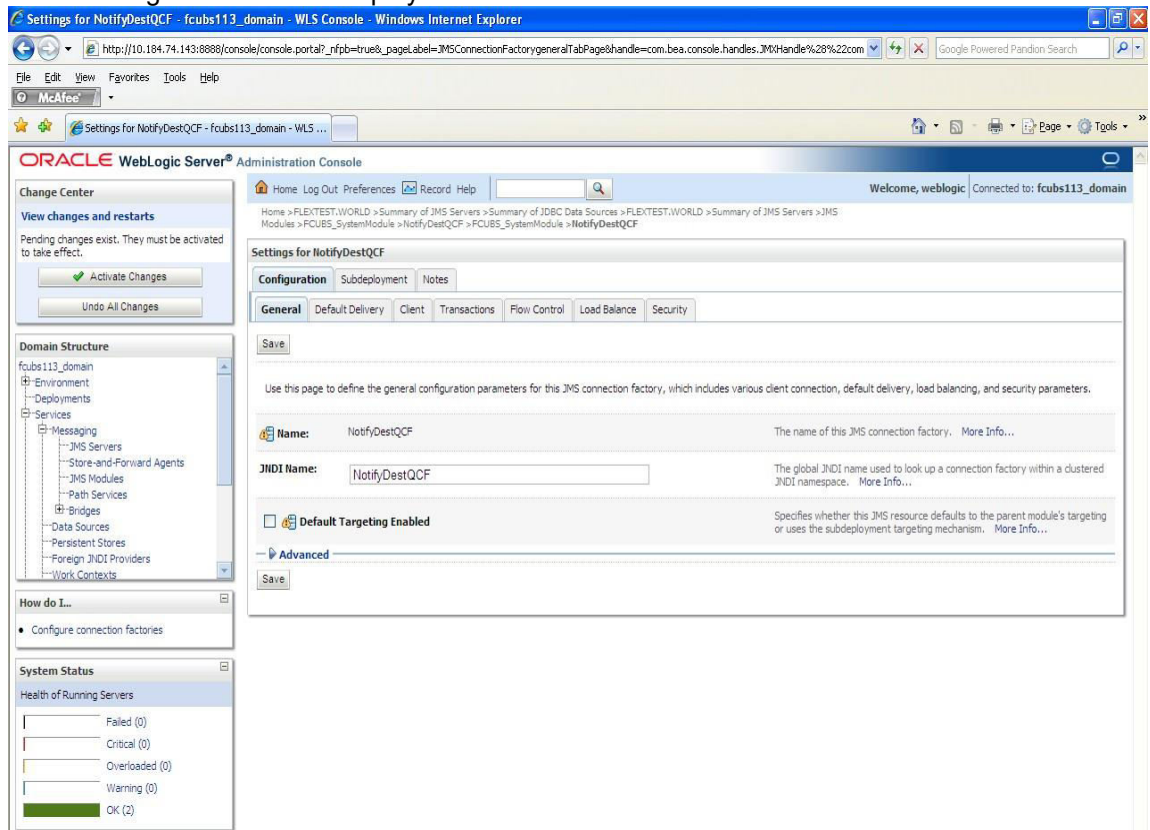 Settings for NotifyDestQCF - fcubs113_domain - WLS Console - Windows Internet Explorer
http://10.184.74.143:8888/console/console.portal?_nfpb=true&_pageLabel=JMSConnectionFactorygeneralTabPage&handle=com.bea.console.handles.JMXHandle%28%22com
Google Powered Pandion Search
File Edit View Favorites Tools Help
McAfee
Settings for NotifyDestQCF - fcubs113_domain - WLS ...
Page Tools
ORACLE WebLogic Server® Administration Console
Change Center
View changes and restarts
Pending changes exist. They must be activated
to take effect.
Activate Changes
Undo All Changes
Domain Structure
fcubs113_domain
Environment
Deployments
Services
Messaging
JMS Servers
Store-and-Forward Agents
JMS Modules
Path Services
Bridges
Data Sources
Persistent Stores
Foreign JNDI Providers
Work Contexts
How do I...
Configure connection factories
System Status
Health of Running Servers
Failed (0)
Critical (0)
Overloaded (0)
Warning (0)
OK (2)
Home Log Out Preferences Record Help
Welcome, weblogic Connected to: fcubs113_domain
Home >FLEXTEST.WORLD >Summary of JMS Servers >Summary of JDBC Data Sources >FLEXTEST.WORLD >Summary of JMS Servers >JMS
Modules >FCUBS_SystemModule >NotifyDestQCF >FCUBS_SystemModule >NotifyDestQCF
Settings for NotifyDestQCF
Configuration Subdeployment Notes
General Default Delivery Client Transactions Flow Control Load Balance Security
Save
Use this page to define the general configuration parameters for this JMS connection factory, which includes various client connection, default delivery, load balancing, and security parameters.
Name: NotifyDestQCF The name of this JMS connection factory. More Info...
JNDI Name: NotifyDestQCF The global JNDI name used to look up a connection factory within a clustered
JNDI namespace. More Info...
Default Targeting Enabled Specifies whether this JMS resource defaults to the parent module's targeting
or uses the subdeployment targeting mechanism. More Info...
Advanced
Save